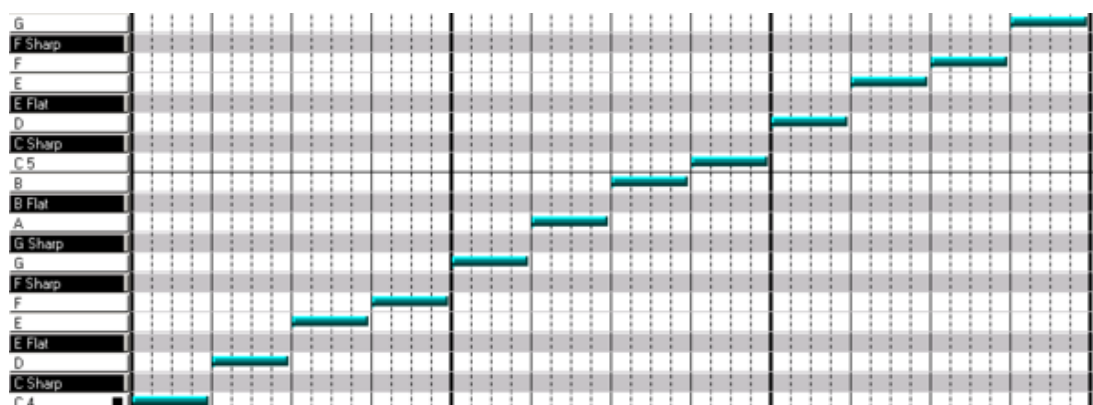 G
F Sharp
F
E
E Flat
D
C Sharp
C 5
B
B Flat
A
G Sharp
G
F Sharp
F
E
E Flat
D
C Sharp
C 4